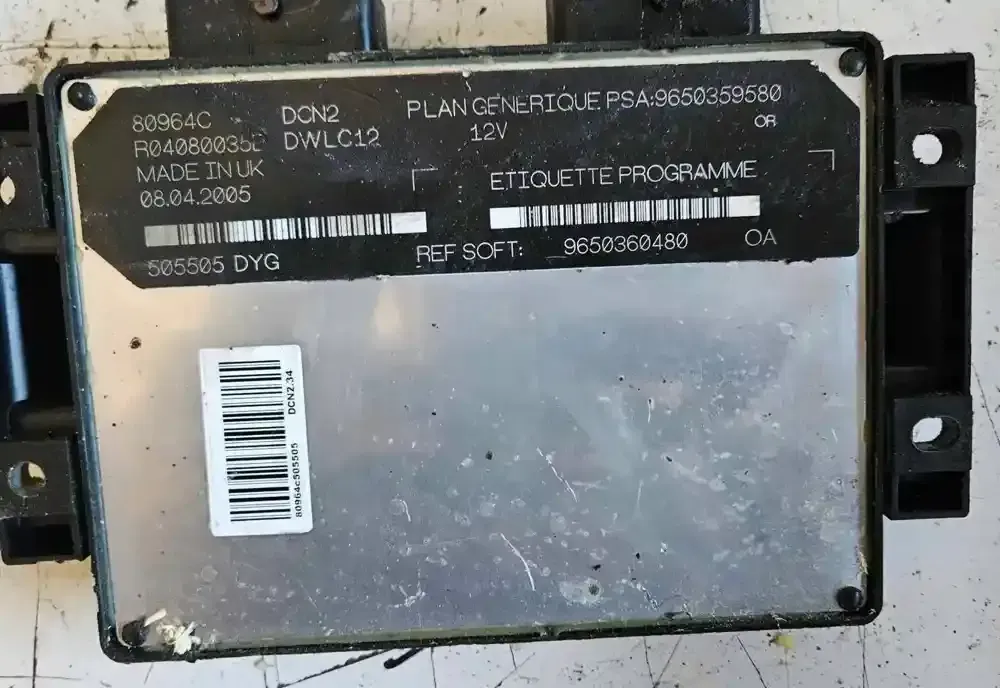 80964C DCN2 PLAN GENERIQUE PSA:9650359580
DWLC12 12V OR
MADE IN UK
08.04.2005
ETIQUETTE PROGRAMME
505505 DYG
REF SOFT: 9650360480 OA
DCN2.34
80964c505505